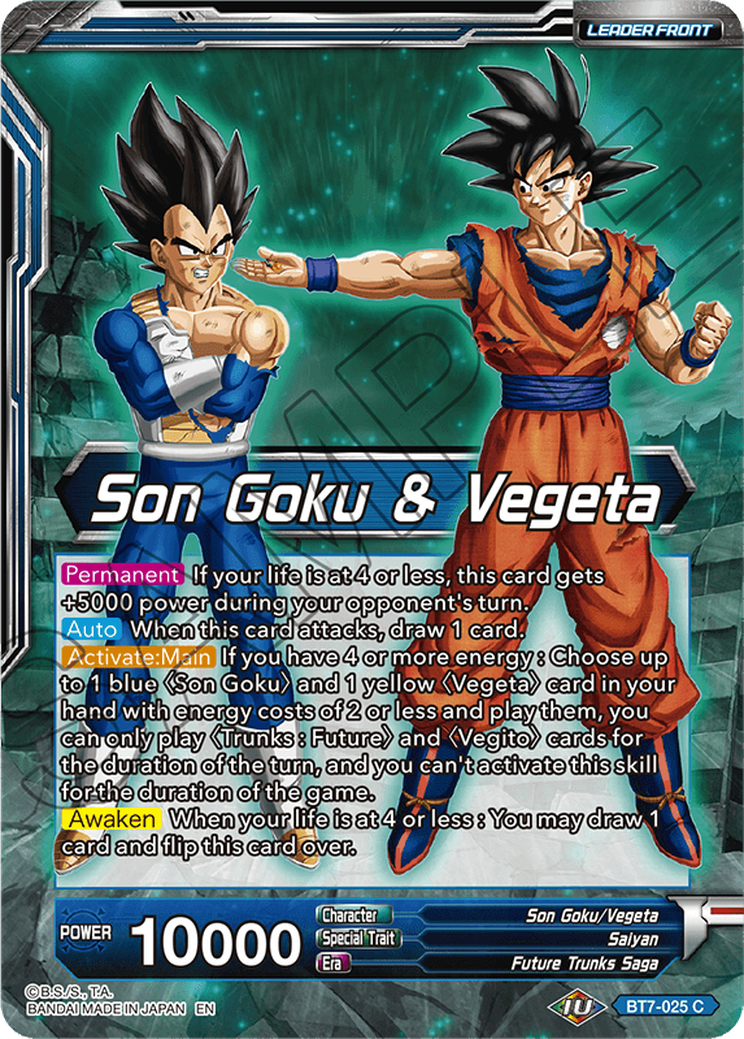 LEADER FRONT
Son Goku & Vegeta
Permanent If your life is at 4 or less, this card gets
+5000 power during your opponent's turn.
Auto When this card attacks, draw 1 card.
Activate:Main If you have 4 or more energy : Choose up
to 1 blue 〈Son Goku〉 and 1 yellow 〈Vegeta〉 card in your
hand with energy costs of 2 or less and play them, you
can only play 〈Trunks : Future〉 and 〈Vegito〉 cards for
the duration of the turn, and you can't activate this skill
for the duration of the game.
Awaken When your life is at 4 or less : You may draw 1
card and flip this card over.
POWER 10000
Character Son Goku/Vegeta
Special Trait Saiyan
Era Future Trunks Saga
©B.S./S., T.A.
BANDAI MADE IN JAPAN EN
IU BT7-025 C
SAMPLE